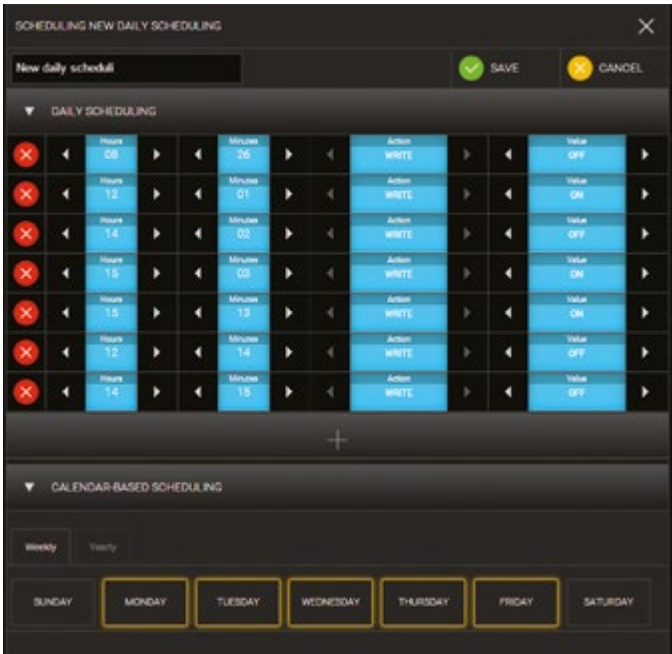 SCHEDULING NEW DAILY SCHEDULING
New daily scheduli SAVE CANCEL
DAILY SCHEDULING
Hours Minutes Action Value
08 26 WRITE OFF
Hours Minutes Action Value
12 01 WRITE ON
Hours Minutes Action Value
14 02 WRITE OFF
Hours Minutes Action Value
15 03 WRITE ON
Hours Minutes Action Value
15 13 WRITE ON
Hours Minutes Action Value
12 14 WRITE OFF
Hours Minutes Action Value
14 15 WRITE OFF
CALENDAR-BASED SCHEDULING
Weekly Yearly
SUNDAY MONDAY TUESDAY WEDNESDAY THURSDAY FRIDAY SATURDAY